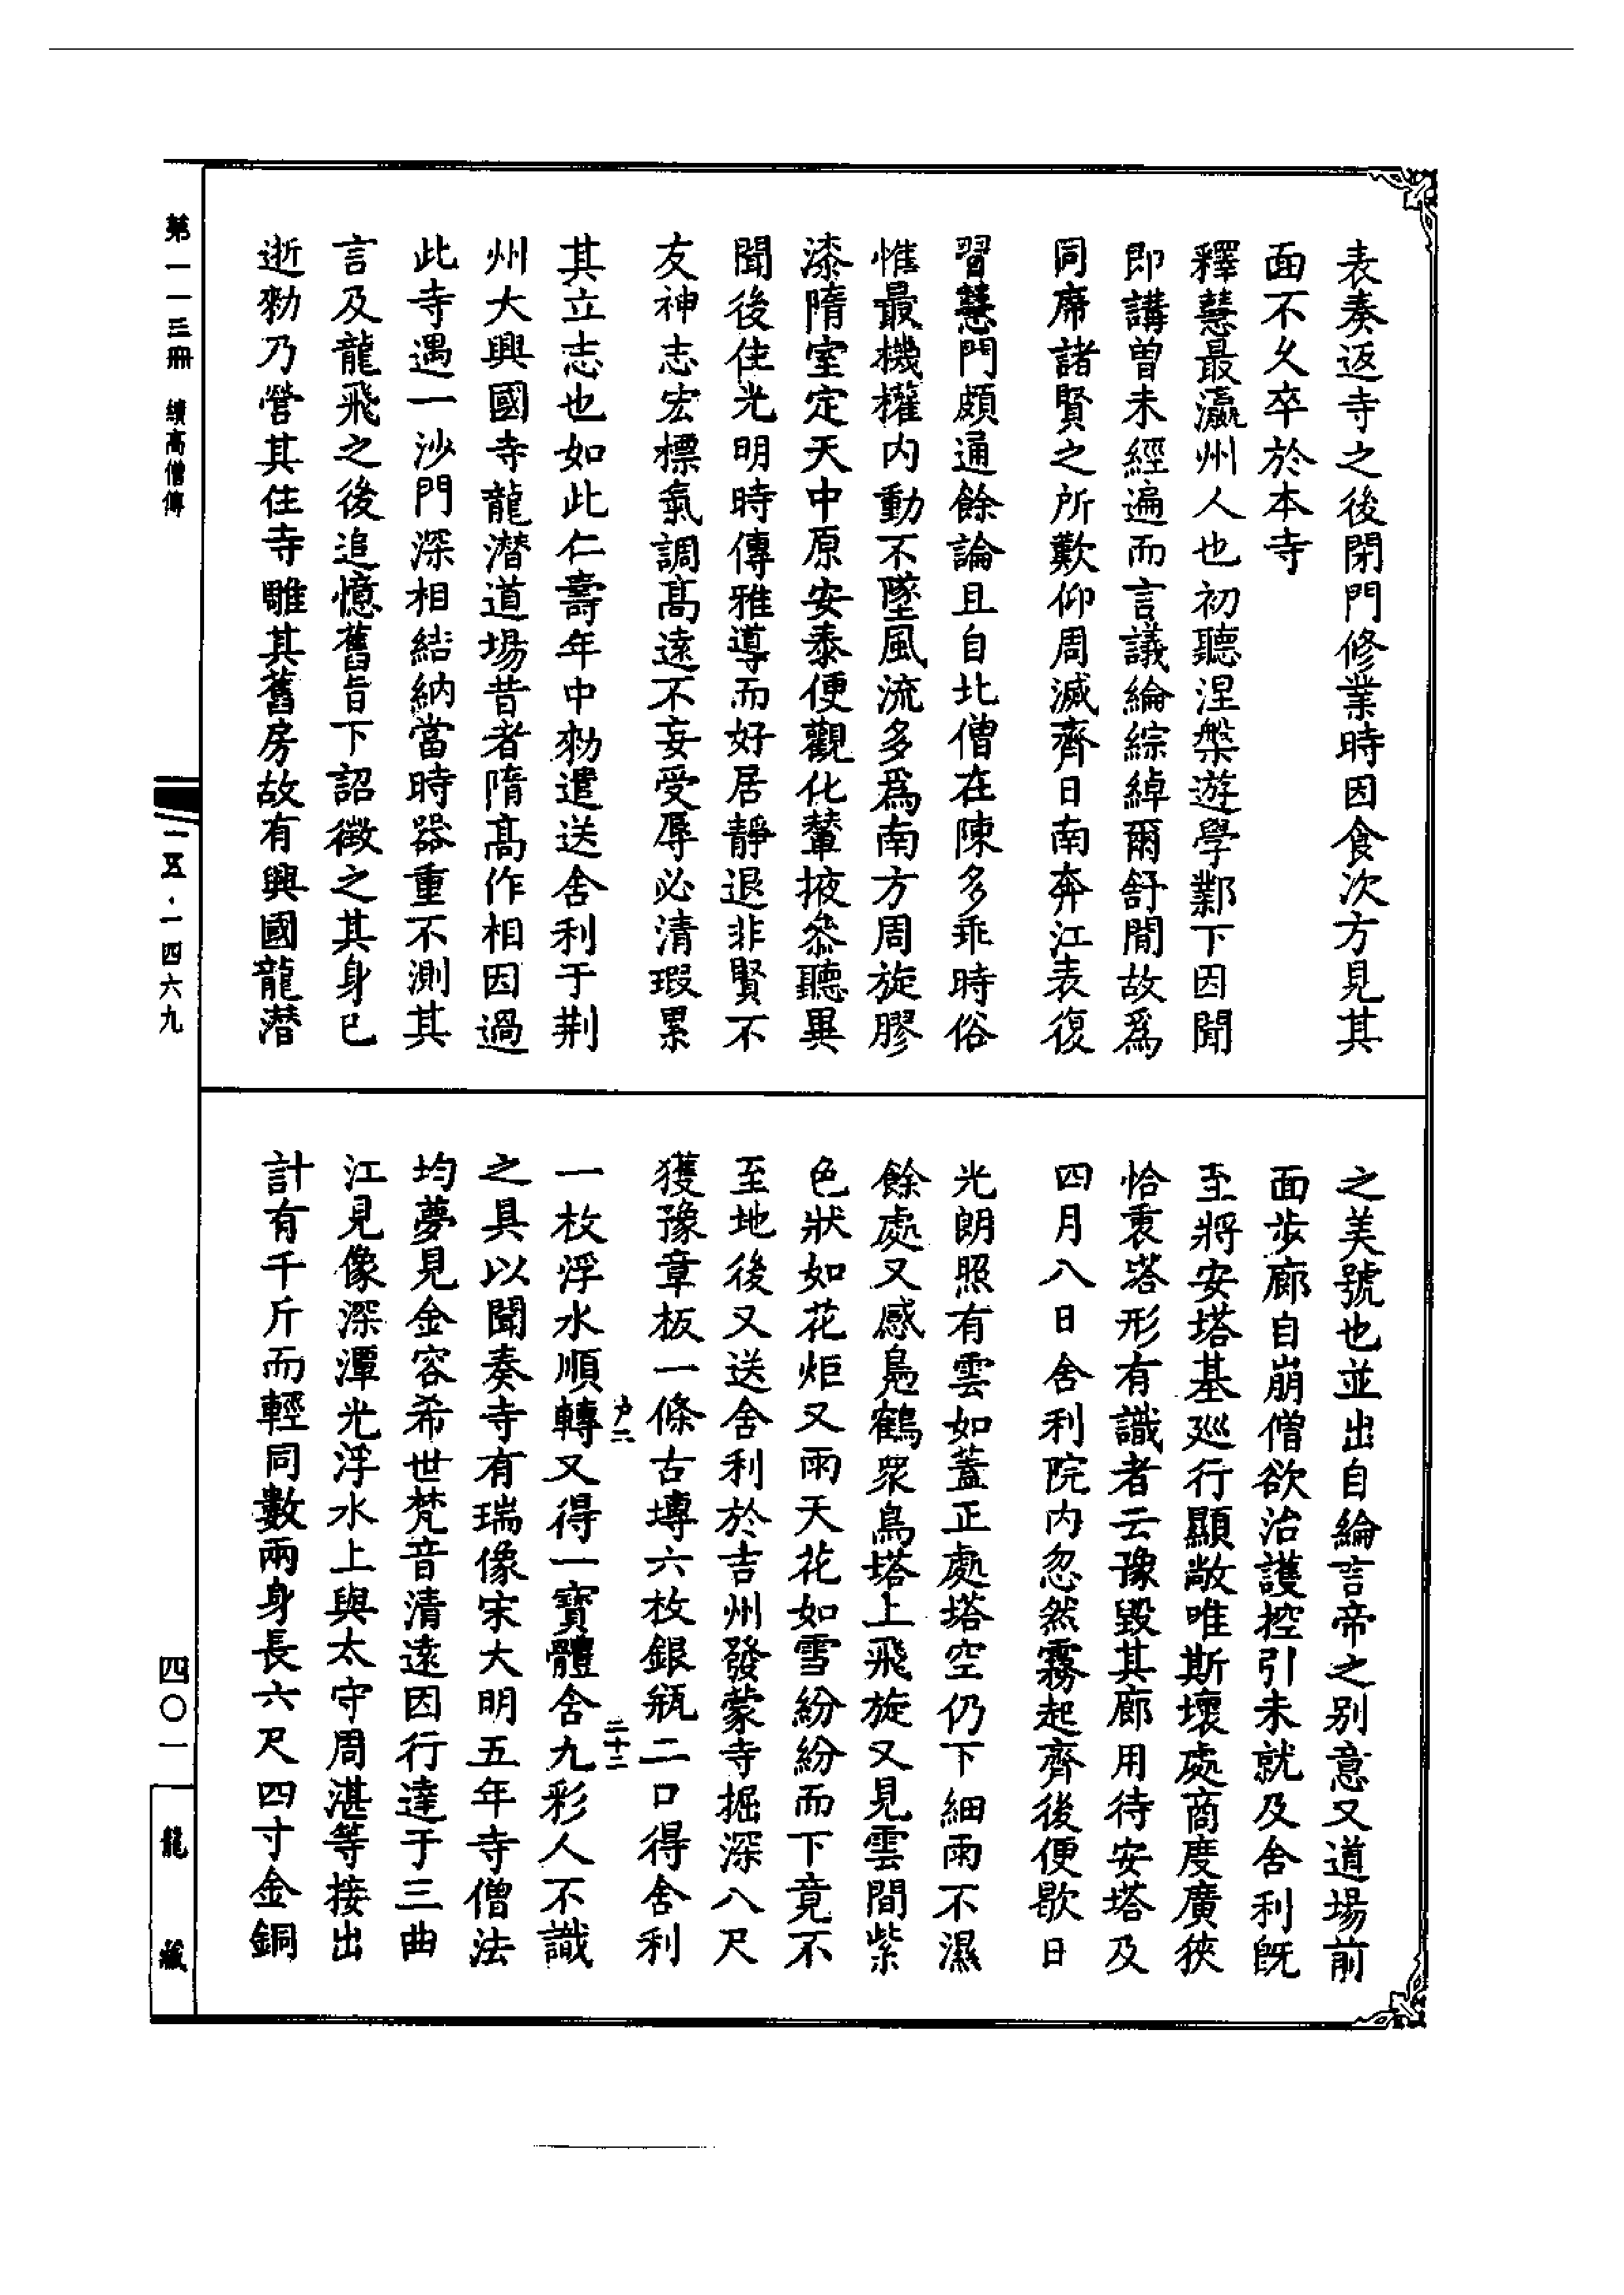 表奏返寺之後閉門修業時因食次方見其
面不久卒於本寺
釋慧最瀛州人也初聽涅槃遊學鄴下因聞
即講曾未經遍而言議綸綜綽爾舒閒故爲
同席諸賢之所歎仰周滅齊日南奔江表復
習慧門頗通餘論且自北僧在陳多乖時俗
惟最機權内動不墜風流多爲南方周旋膠
漆隋室定天中原安泰便觀化輦掖叅聽異
聞後住光明時傳雅導而好居靜退非賢不
友神志宏標氣調髙遠不妄受辱必清瑕累
其立志也如此仁壽年中勑遣送舍利于荆
州大興國寺龍潛道場昔者隋髙作相因過
此寺遇一沙門深相結納當時器重不測其
言及龍飛之後追憶舊旨下詔徵之其身已
逝勑乃營其住寺雕其舊房故有興國龍潛
之美號也並出自綸言帝之别意又道場前
面步廊自崩僧欲治護控引未就及舍利既
至將安塔基巡行顯敞唯斯壞處商度廣狹
恰衷塔形有識者云豫毀其廊用待安塔及
四月八日舍利院内忽然霧起齊後便歇日
光朗照有雲如蓋正處塔空仍下細雨不濕
餘處又感鳧鶴衆鳥塔上飛旋又見雲間紫
色狀如花炬又雨天花如雪紛紛而下竟不
至地後又送舍利於吉州發蒙寺掘深八尺
獲豫章板一條古塼六枚銀瓶二口得舍利
户二
二十二
一枚浮水順轉又得一寶體舍九彩人不識
之具以聞奏寺有瑞像宋大明五年寺僧法
均夢見金容希世梵音清遠因行達于三曲
江見像深潭光浮水上與太守周湛等接出
計有千斤而輕同數兩身長六尺四寸金銅
第一一三冊
續高僧傳
一五·一四六九
四〇一
龍藏